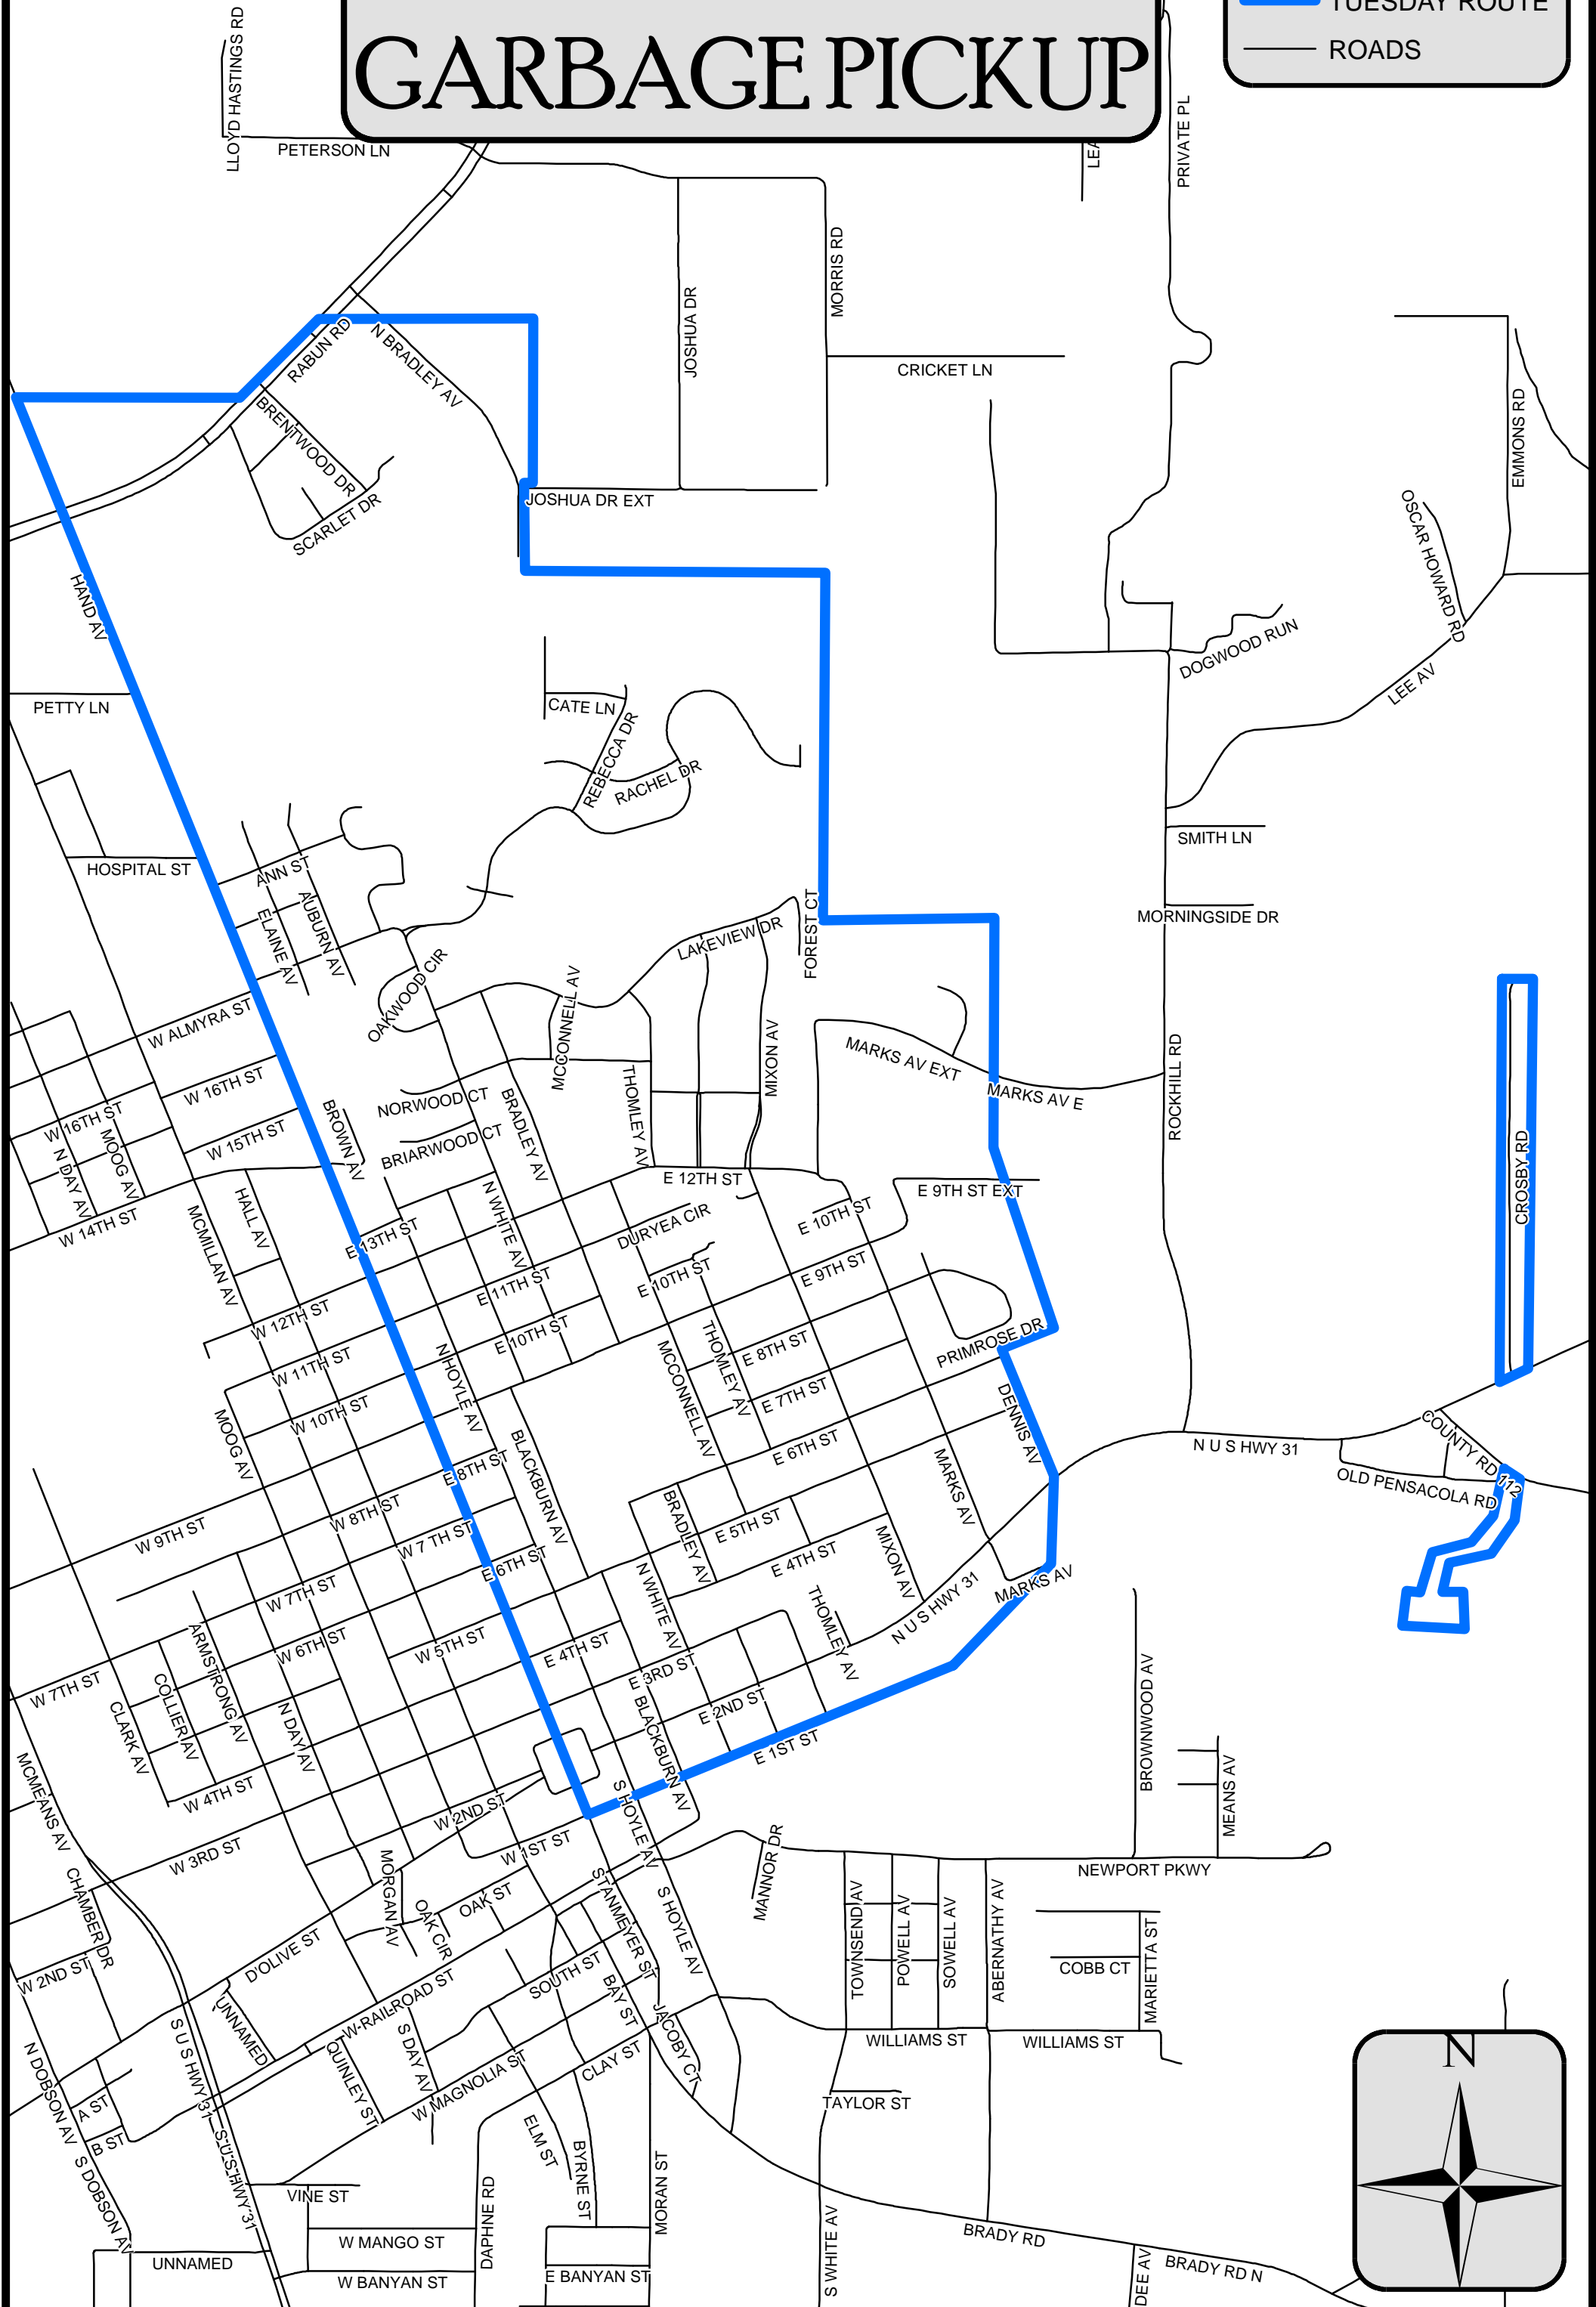 TUESDAY ROUTE
ROADS
GARBAGE PICKUP
LLOYD HASTINGS RD
PETERSON LN
PRIVATE PL
MORRIS RD
JOSHUA DR
RABUN RD
N BRADLEY AV
CRICKET LN
BRENTWOOD DR
EMMONS RD
SCARLET DR
JOSHUA DR EXT
OSCAR HOWARD RD
HAND AV
DOGWOOD RUN
LEE AV
PETTY LN
CATE LN
REBECCA DR
RACHEL DR
SMITH LN
HOSPITAL ST
ANN ST
AUBURN AV
ELAINE AV
FOREST CT
LAKEVIEW DR
MORNINGSIDE DR
OAKWOOD CIR
W ALMYRA ST
MCCONNELL AV
MIXON AV
MARKS AV EXT
MARKS AV E
ROCKHILL RD
W 16TH ST
W 16TH ST
NORWOOD CT
THOMLEY AV
BRADLEY AV
BROWN AV
W 15TH ST
BRIARWOOD CT
MOOG AV
N DAY AV
CROSBY RD
E 12TH ST
E 9TH ST EXT
HALL AV
N WHITE AV
W 14TH ST
MCMILLAN AV
E 13TH ST
DURYEA CIR
E 10TH ST
E 11TH ST
E 10TH ST
E 9TH ST
W 12TH ST
E 10TH ST
W 11TH ST
N HOYLE AV
THOMLEY AV
E 8TH ST
PRIMROSE DR
MCCONNELL AV
W 10TH ST
E 7TH ST
DENNIS AV
MOOG AV
BLACKBURN AV
E 6TH ST
MARKS AV
N U S HWY 31
COUNTY RD 112
OLD PENSACOLA RD
E 8TH ST
W 8TH ST
W 9TH ST
W 7 TH ST
BRADLEY AV
E 5TH ST
E 6TH ST
E 4TH ST
MIXON AV
N WHITE AV
W 7TH ST
N U S HWY 31
MARKS AV
THOMLEY AV
W 6TH ST
ARMSTRONG AV
W 5TH ST
E 4TH ST
E 3RD ST
W 7TH ST
COLLIER AV
CLARK AV
N DAY AV
BLACKBURN AV
E 2ND ST
E 1ST ST
BROWNWOOD AV
MEANS AV
MCMEANS AV
W 4TH ST
W 2ND ST
S HOYLE AV
W 3RD ST
W 1ST ST
MANNOR DR
NEWPORT PKWY
CHAMBER DR
MORGAN AV
OAK ST
OAK CIR
STANMEYER ST
S HOYLE AV
TOWNSEND AV
POWELL AV
SOWELL AV
ABERNATHY AV
MARIETTA ST
COBB CT
D'OLIVE ST
W 2ND ST
SOUTH ST
BAY ST
W RAILROAD ST
UNNAMED
JACOBY CT
WILLIAMS ST
WILLIAMS ST
N DOBSON AV
S U S HWY 31
QUINLEY ST
S DAY AV
W MAGNOLIA ST
CLAY ST
TAYLOR ST
A ST
B ST
ELM ST
BYRNE ST
MORAN ST
S DOBSON AV
S U S HWY 31
VINE ST
DAPHNE RD
S WHITE AV
W MANGO ST
BRADY RD
UNNAMED
W BANYAN ST
E BANYAN ST
DEE AV
BRADY RD N
N